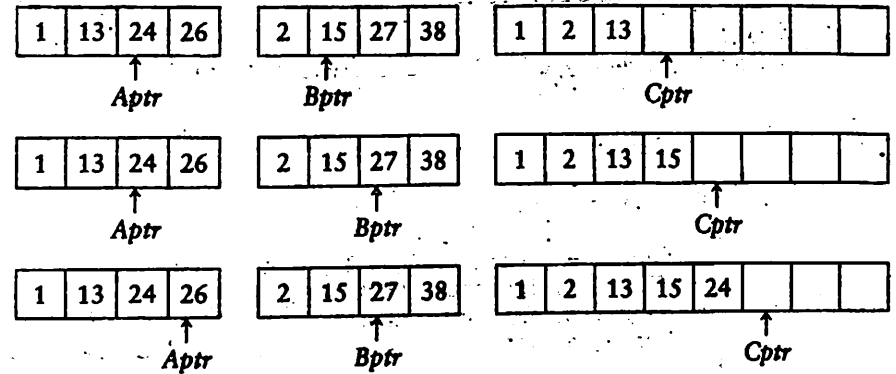 1 13 24 26 2 15 27 38 1 2 13
Aptr Bptr Cptr
1 13 24 26 2 15 27 38 1 2 13 15
Aptr Bptr Cptr
1 13 24 26 2 15 27 38 1 2 13 15 24
Aptr Bptr Cptr